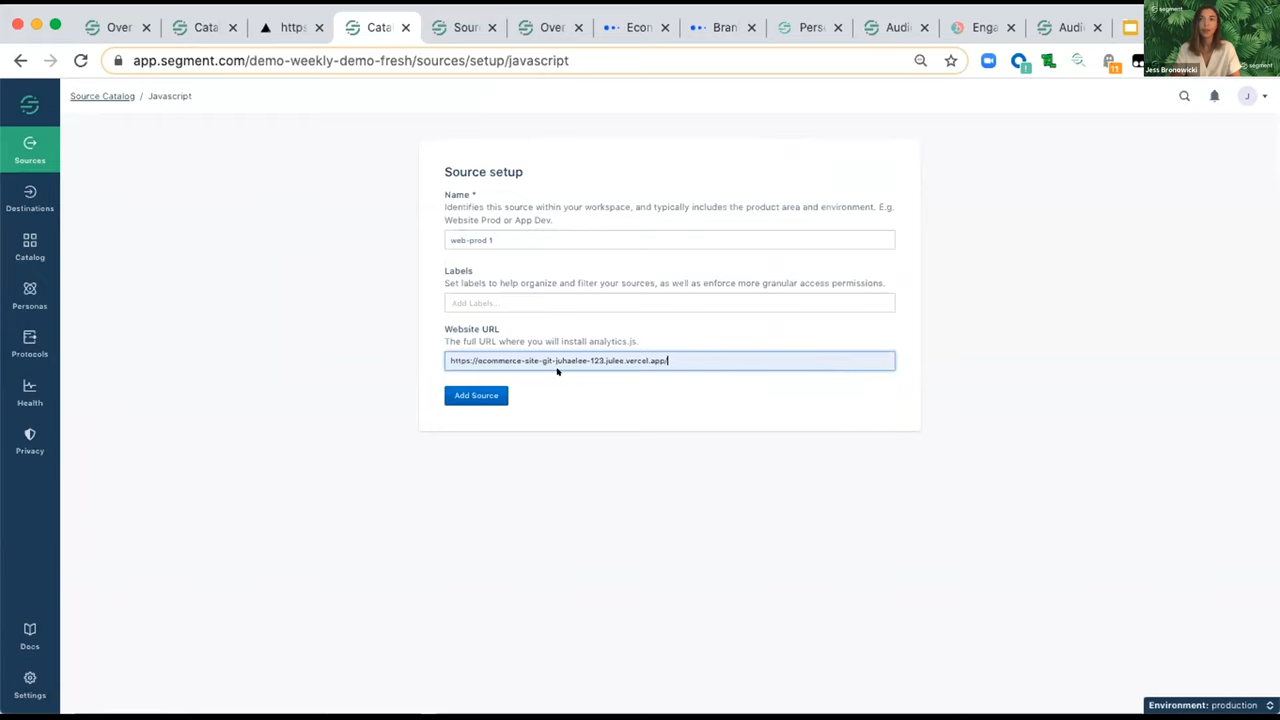 Over
Cata
https
Catal
Sour
Over
Econ
Bran
Perso
Audi
Enga
Audi
segment
segment
Jess Bronowicki
app.segment.com/demo-weekly-demo-fresh/sources/setup/javascript
11
Source Catalog / Javascript
J
Sources
Destinations
Catalog
Personas
Protocols
Health
Privacy
Docs
Settings
Source setup
Name *
Identifies this source within your workspace, and typically includes the product area and environment. E.g.
Website Prod or App Dev.
web-prod 1
Labels
Set labels to help organize and filter your sources, as well as enforce more granular access permissions.
Add Labels...
Website URL
The full URL where you will install analytics.js.
https://ecommerce-site-git-juhaelee-123.julee.vercel.app/
Add Source
Environment: production